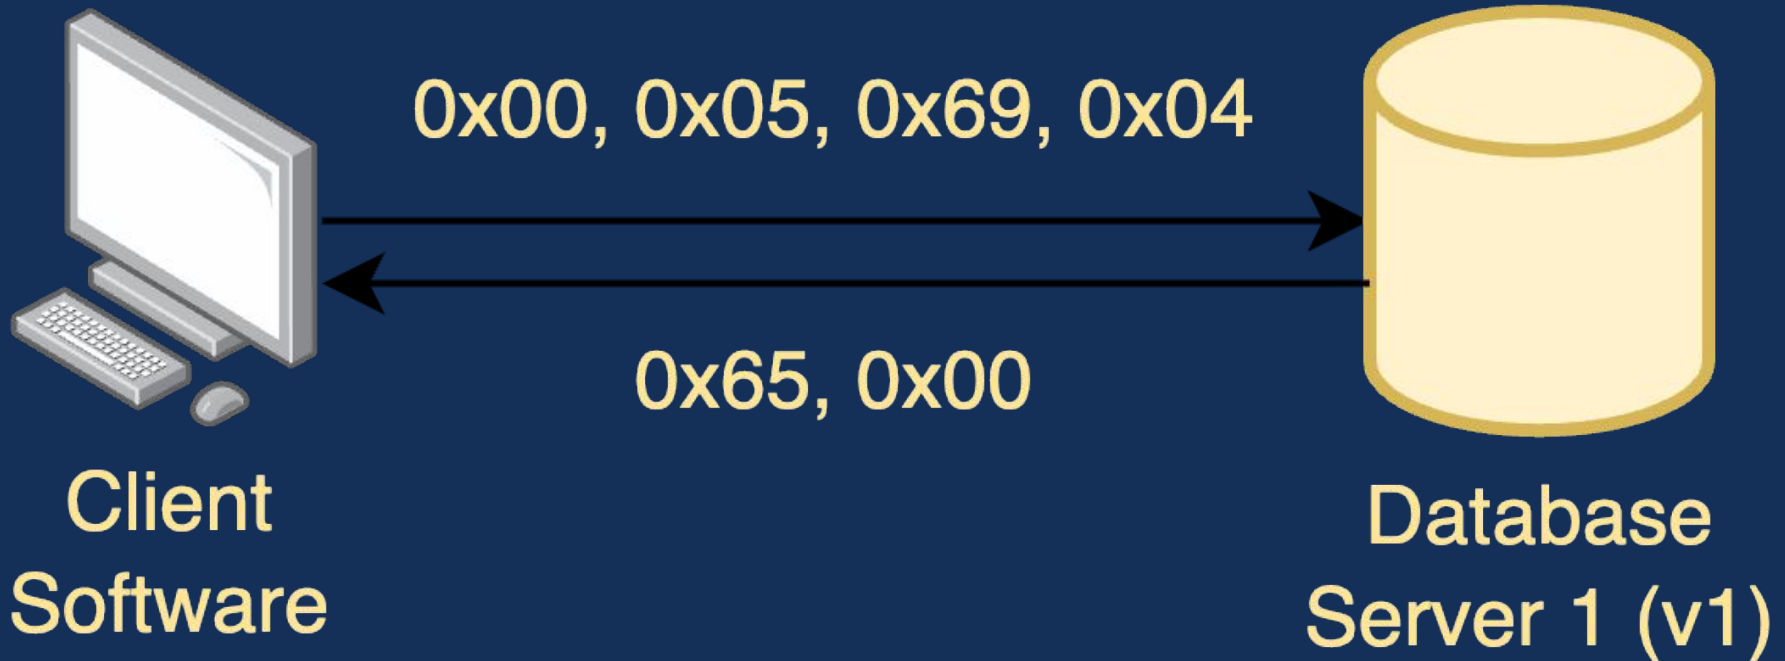 0x00, 0x05, 0x69, 0x04
0x65, 0x00
Client
Software
Database
Server 1 (v1)